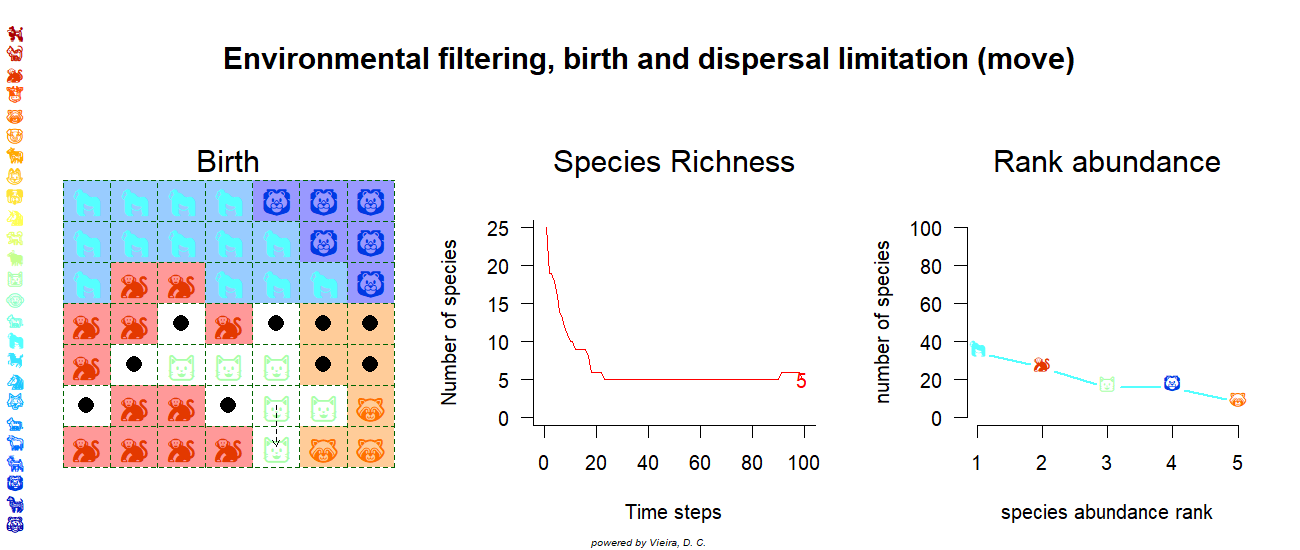 Environmental filtering, birth and dispersal limitation (move)
Birth
Species Richness
Rank abundance
Number of species
25
20
15
10
5
0
5
0 20 40 60 80 100
Time steps
number of species
100
80
60
40
20
0
1 2 3 4 5
species abundance rank
powered by Vieira, D. C.